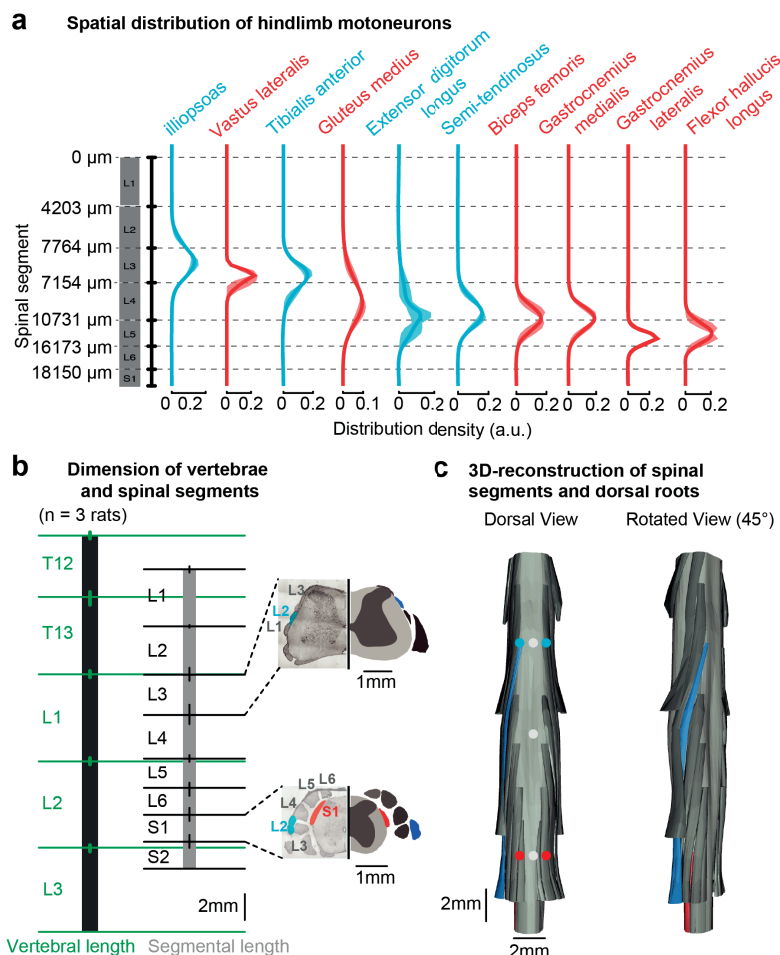 a Spatial distribution of hindlimb motoneurons
illiopsoas
Vastus lateralis
Tibialis anterior
Gluteus medius
Extensor digitorum
longus
Semi-tendinosus
Biceps femoris
Gastrocnemius
medialis
Gastrocnemius
lateralis
Flexor hallucis
longus
Spinal segment
0 µm
4203 µm
7764 µm
7154 µm
10731 µm
16173 µm
18150 µm
L1
L2
L3
L4
L5
L6
S1
0 0.2 0 0.2 0 0.2 0 0.1 0 0.2 0 0.2 0 0.2 0 0.2 0 0.2 0 0.2
Distribution density (a.u.)
b Dimension of vertebrae
and spinal segments
(n = 3 rats)
T12
T13
L1
L2
L3
L1
L2
L3
L4
L5
L6
S1
S2
2mm
Vertebral length Segmental length
L3
L2
L1
1mm
L5 L6
L4
S1
L2
L3
1mm
c 3D-reconstruction of spinal
segments and dorsal roots
Dorsal View Rotated View (45°)
2mm
2mm